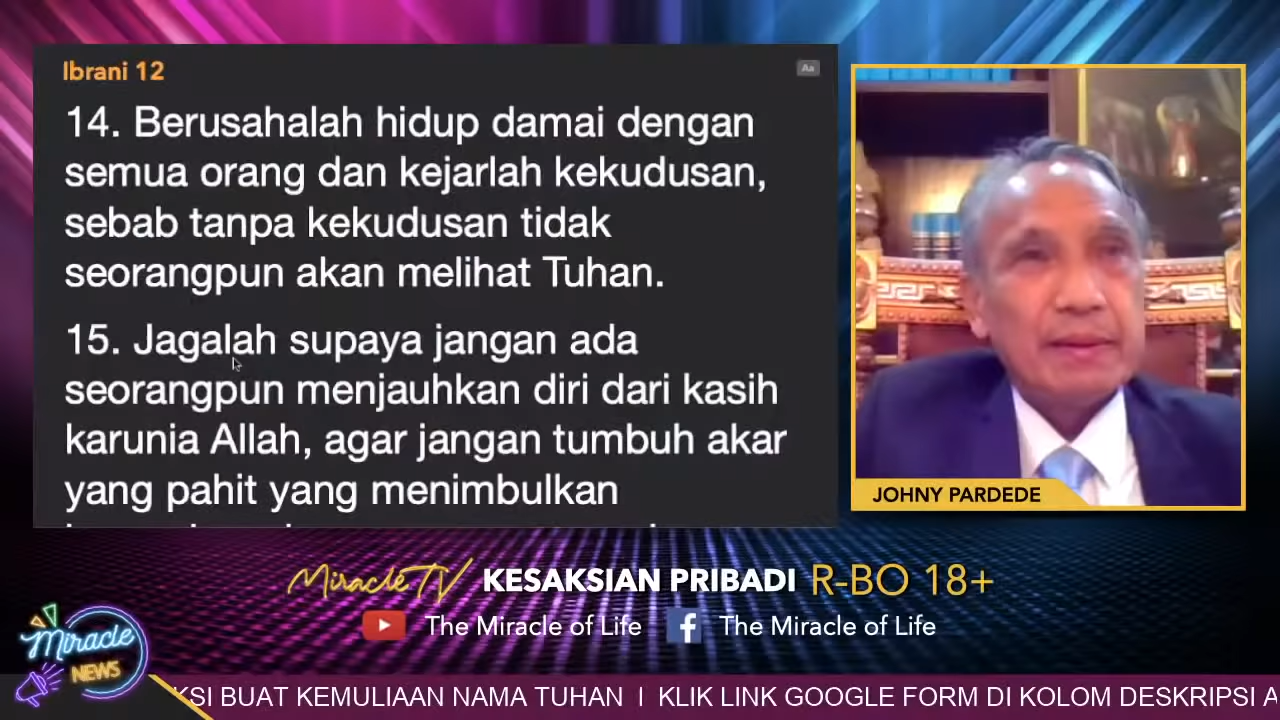 Ibrani 12
Aa
14. Berusahalah hidup damai dengan
semua orang dan kejarlah kekudusan,
sebab tanpa kekudusan tidak
seorangpun akan melihat Tuhan.
15. Jagalah supaya jangan ada
seorangpun menjauhkan diri dari kasih
karunia Allah, agar jangan tumbuh akar
yang pahit yang menimbulkan
JOHNY PARDEDE
MiracleTV KESAKSIAN PRIBADI R-BO 18+
The Miracle of Life
The Miracle of Life
Miracle
NEWS
KSI BUAT KEMULIAAN NAMA TUHAN I KLIK LINK GOOGLE FORM DI KOLOM DESKRIPSI A